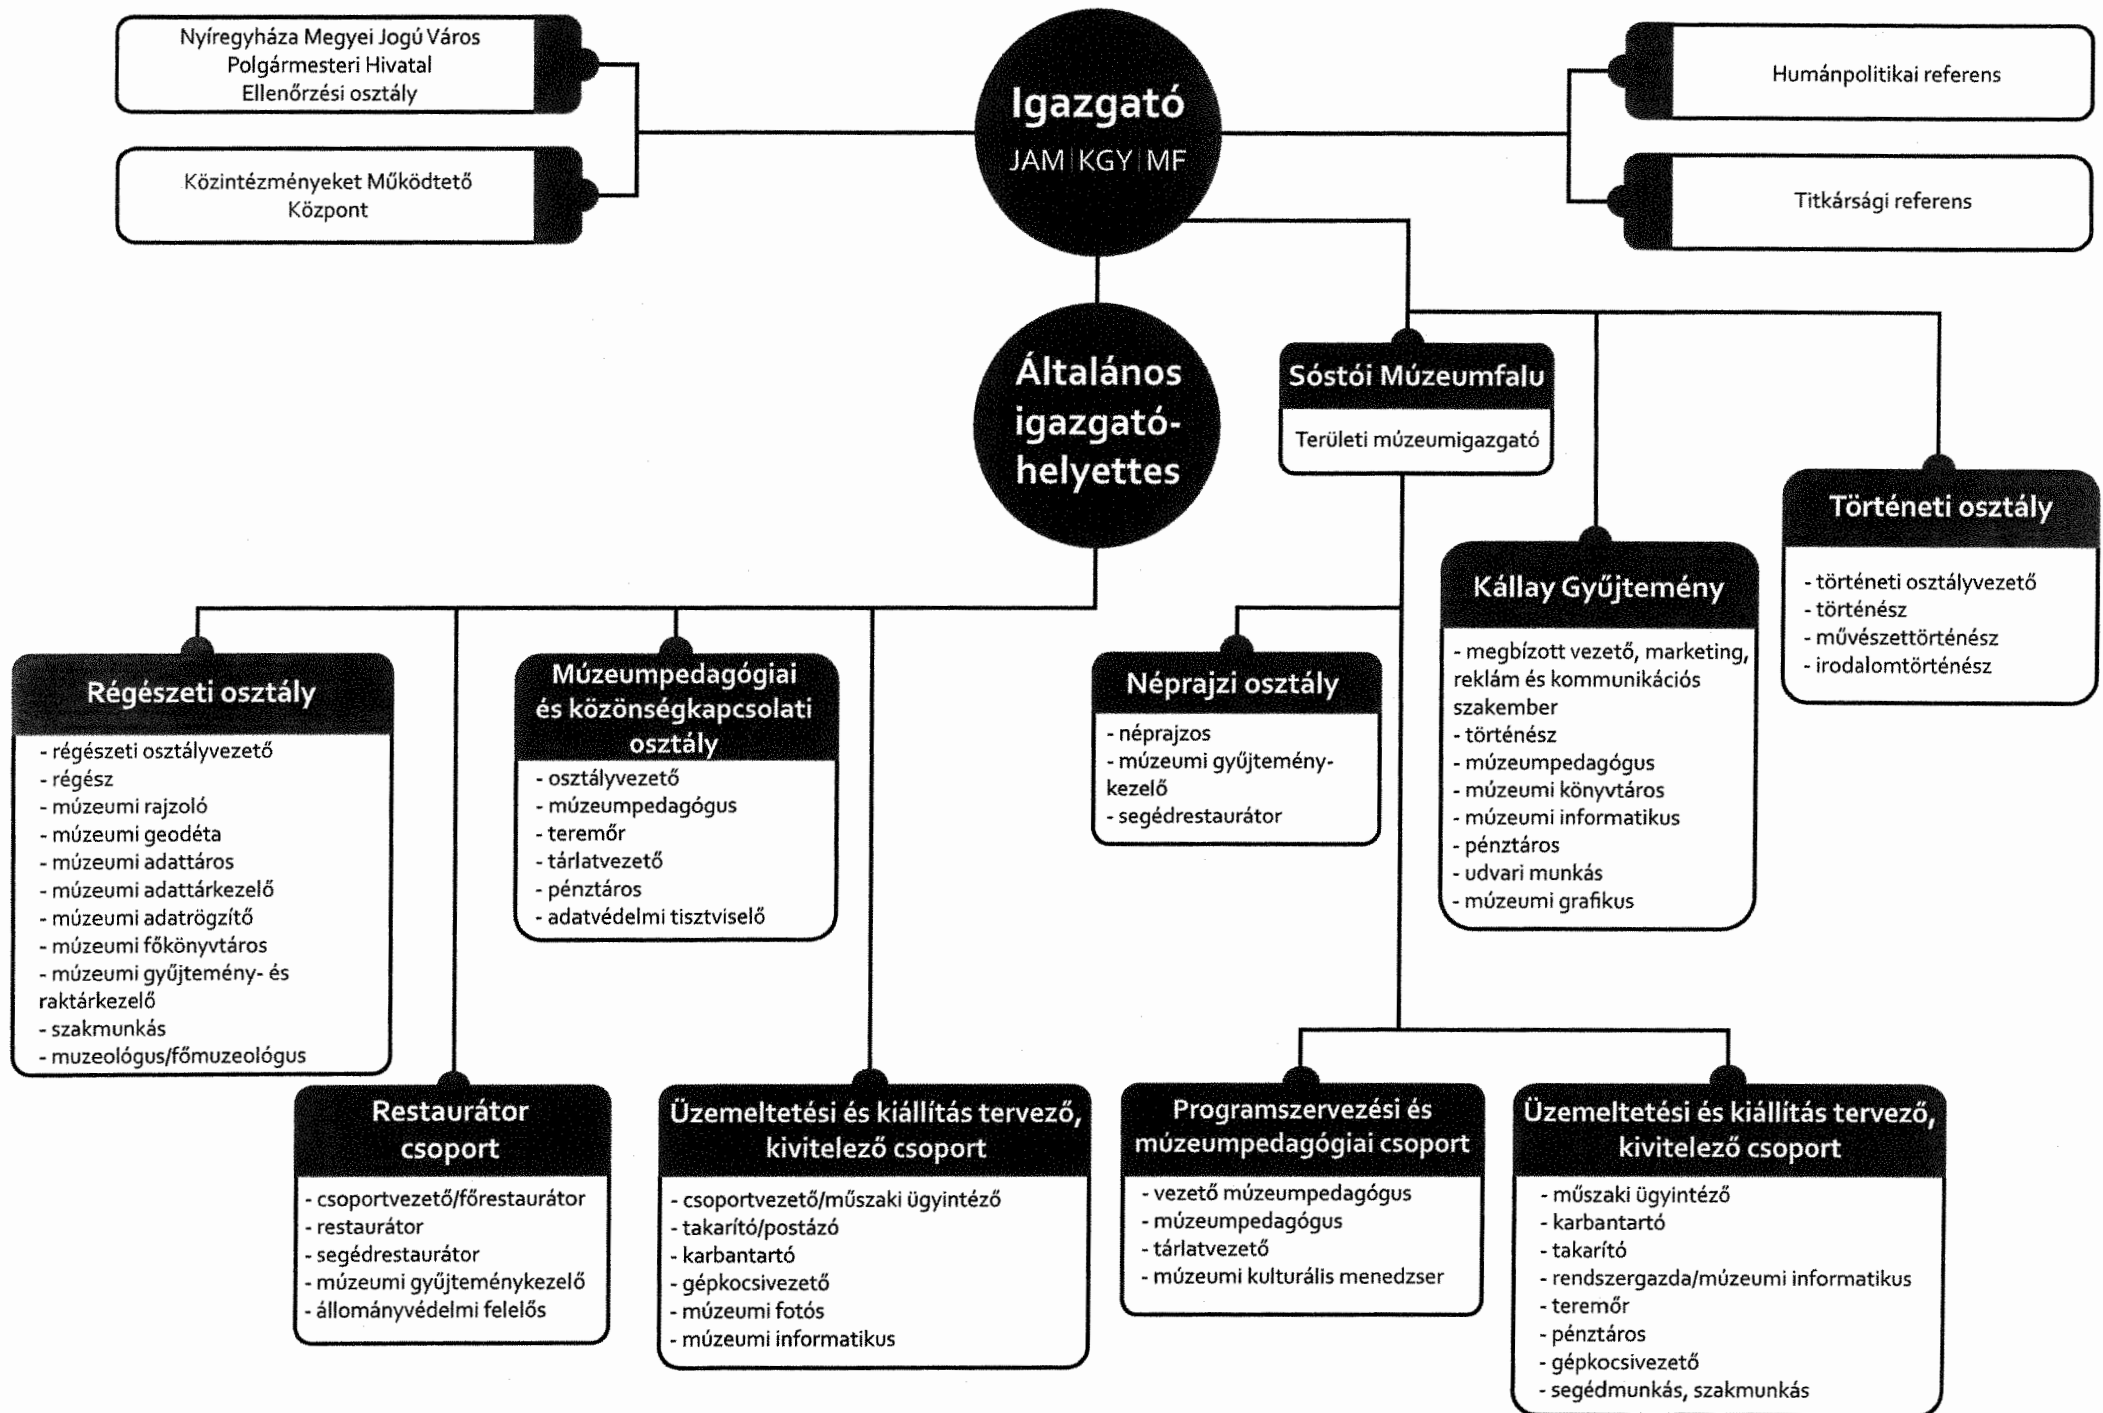 Nyíregyháza Megyei Jogú Város
Polgármesteri Hivatal
Ellenőrzési osztály
Közintézményeket Működtető
Központ
Igazgató
JAM | KGY | MF
Humánpolitikai referens
Titkársági referens
Általános
igazgató-
helyettes
Sóstói Múzeumfalu
Területi múzeumigazgató
Történeti osztály
- történeti osztályvezető
- történész
- művészettörténész
- irodalomtörténész
Kállay Gyűjtemény
- megbízott vezető, marketing,
reklám és kommunikációs
szakember
- történész
- múzeumpedagógus
- múzeumi könyvtáros
- múzeumi informatikus
- pénztáros
- udvari munkás
- múzeumi grafikus
Régészeti osztály
- régészeti osztályvezető
- régész
- múzeumi rajzoló
- múzeumi geodéta
- múzeumi adattáros
- múzeumi adattárkezelő
- múzeumi adatrögzítő
- múzeumi főkönyvtáros
- múzeumi gyűjtemény- és
raktárkezelő
- szakmunkás
- muzeológus/főmuzeológus
Múzeumpedagógiai
és közönségkapcsolati
osztály
- osztályvezető
- múzeumpedagógus
- teremőr
- tárlatvezető
- pénztáros
- adatvédelmi tisztviselő
Néprajzi osztály
- néprajzos
- múzeumi gyűjtemény-
kezelő
- segédrestaurátor
Restaurátor
csoport
- csoportvezető/főrestaurátor
- restaurátor
- segédrestaurátor
- múzeumi gyűjteménykezelő
- állományvédelmi felelős
Üzemeltetési és kiállítás tervező,
kivitelező csoport
- csoportvezető/műszaki ügyintéző
- takarító/postázó
- karbantartó
- gépkocsivezető
- múzeumi fotós
- múzeumi informatikus
Programszervezési és
múzeumpedagógiai csoport
- vezető múzeumpedagógus
- múzeumpedagógus
- tárlatvezető
- múzeumi kulturális menedzser
Üzemeltetési és kiállítás tervező,
kivitelező csoport
- műszaki ügyintéző
- karbantartó
- takarító
- rendszergazda/múzeumi informatikus
- teremőr
- pénztáros
- gépkocsivezető
- segédmunkás, szakmunkás